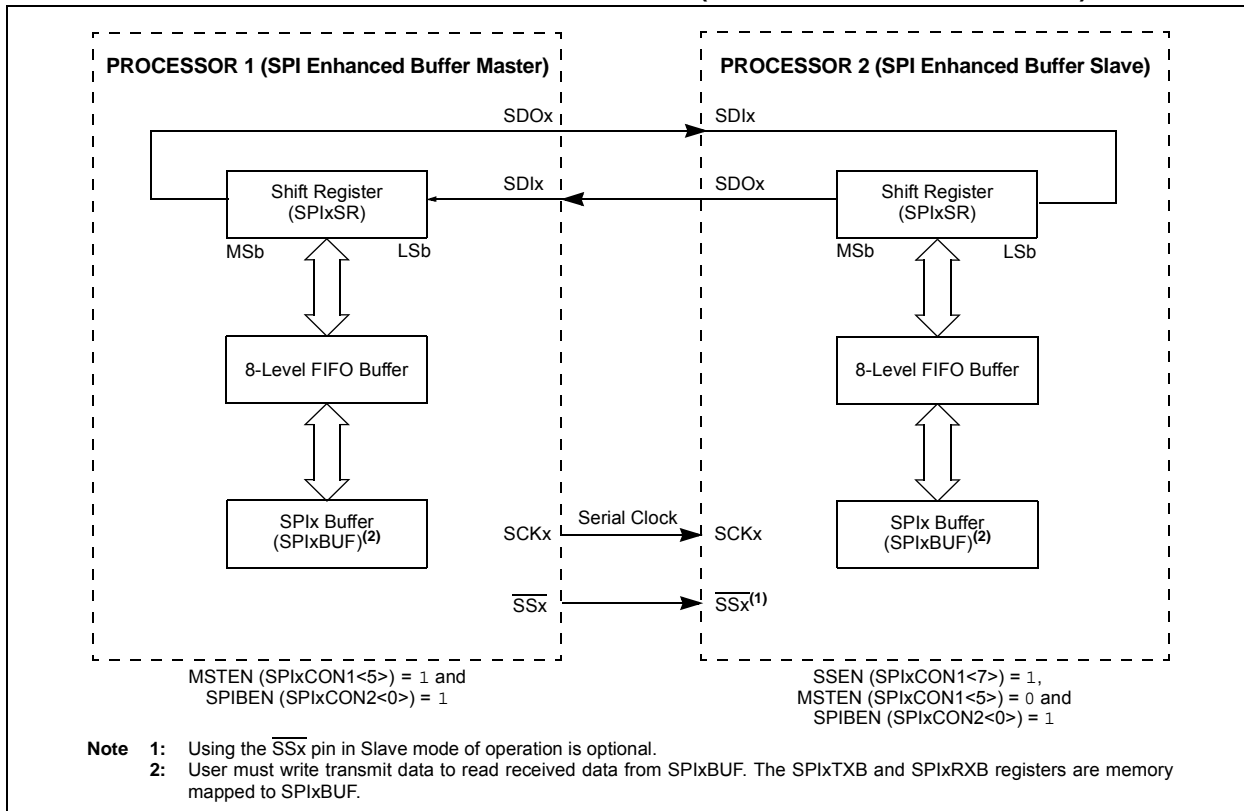 PROCESSOR 1 (SPI Enhanced Buffer Master)
SDOx
SDIx
Shift Register
(SPIxSR)
MSb
LSb
8-Level FIFO Buffer
SPIx Buffer
(SPIxBUF)(2)
SCKx
SSx
Serial Clock
MSTEN (SPIxCON1<5>) = 1 and
SPIBEN (SPIxCON2<0>) = 1
PROCESSOR 2 (SPI Enhanced Buffer Slave)
SDIx
SDOx
Shift Register
(SPIxSR)
MSb
LSb
8-Level FIFO Buffer
SPIx Buffer
(SPIxBUF)(2)
SCKx
SSx(1)
SSEN (SPIxCON1<7>) = 1,
MSTEN (SPIxCON1<5>) = 0 and
SPIBEN (SPIxCON2<0>) = 1
Note 1: Using the SSx pin in Slave mode of operation is optional.
2: User must write transmit data to read received data from SPIxBUF. The SPIxTXB and SPIxRXB registers are memory
mapped to SPIxBUF.